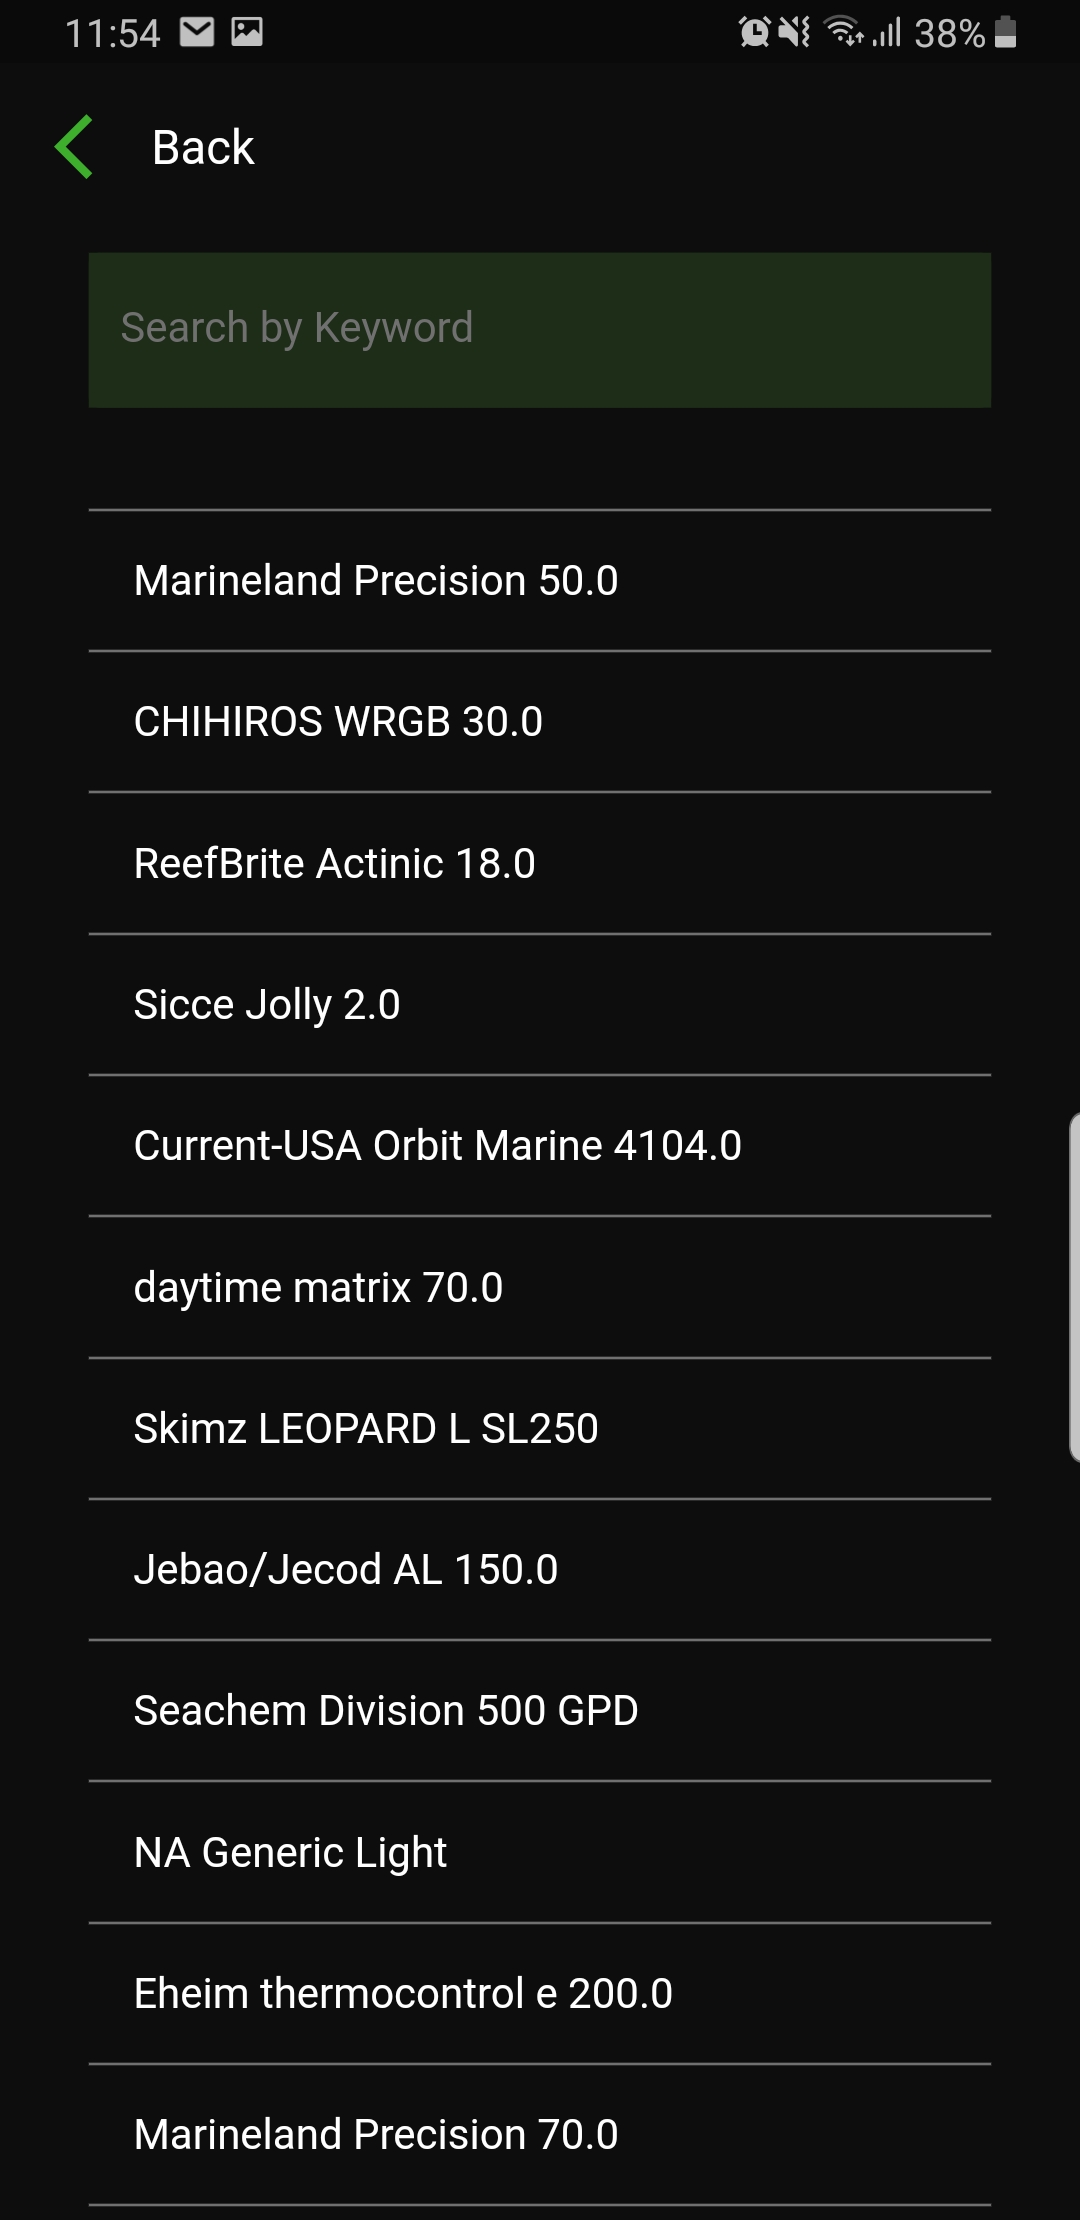 11:54
38%
Back
Search by Keyword
Marineland Precision 50.0
CHIHIROS WRGB 30.0
ReefBrite Actinic 18.0
Sicce Jolly 2.0
Current-USA Orbit Marine 4104.0
daytime matrix 70.0
Skimz LEOPARD L SL250
Jebao/Jecod AL 150.0
Seachem Division 500 GPD
NA Generic Light
Eheim thermocontrol e 200.0
Marineland Precision 70.0